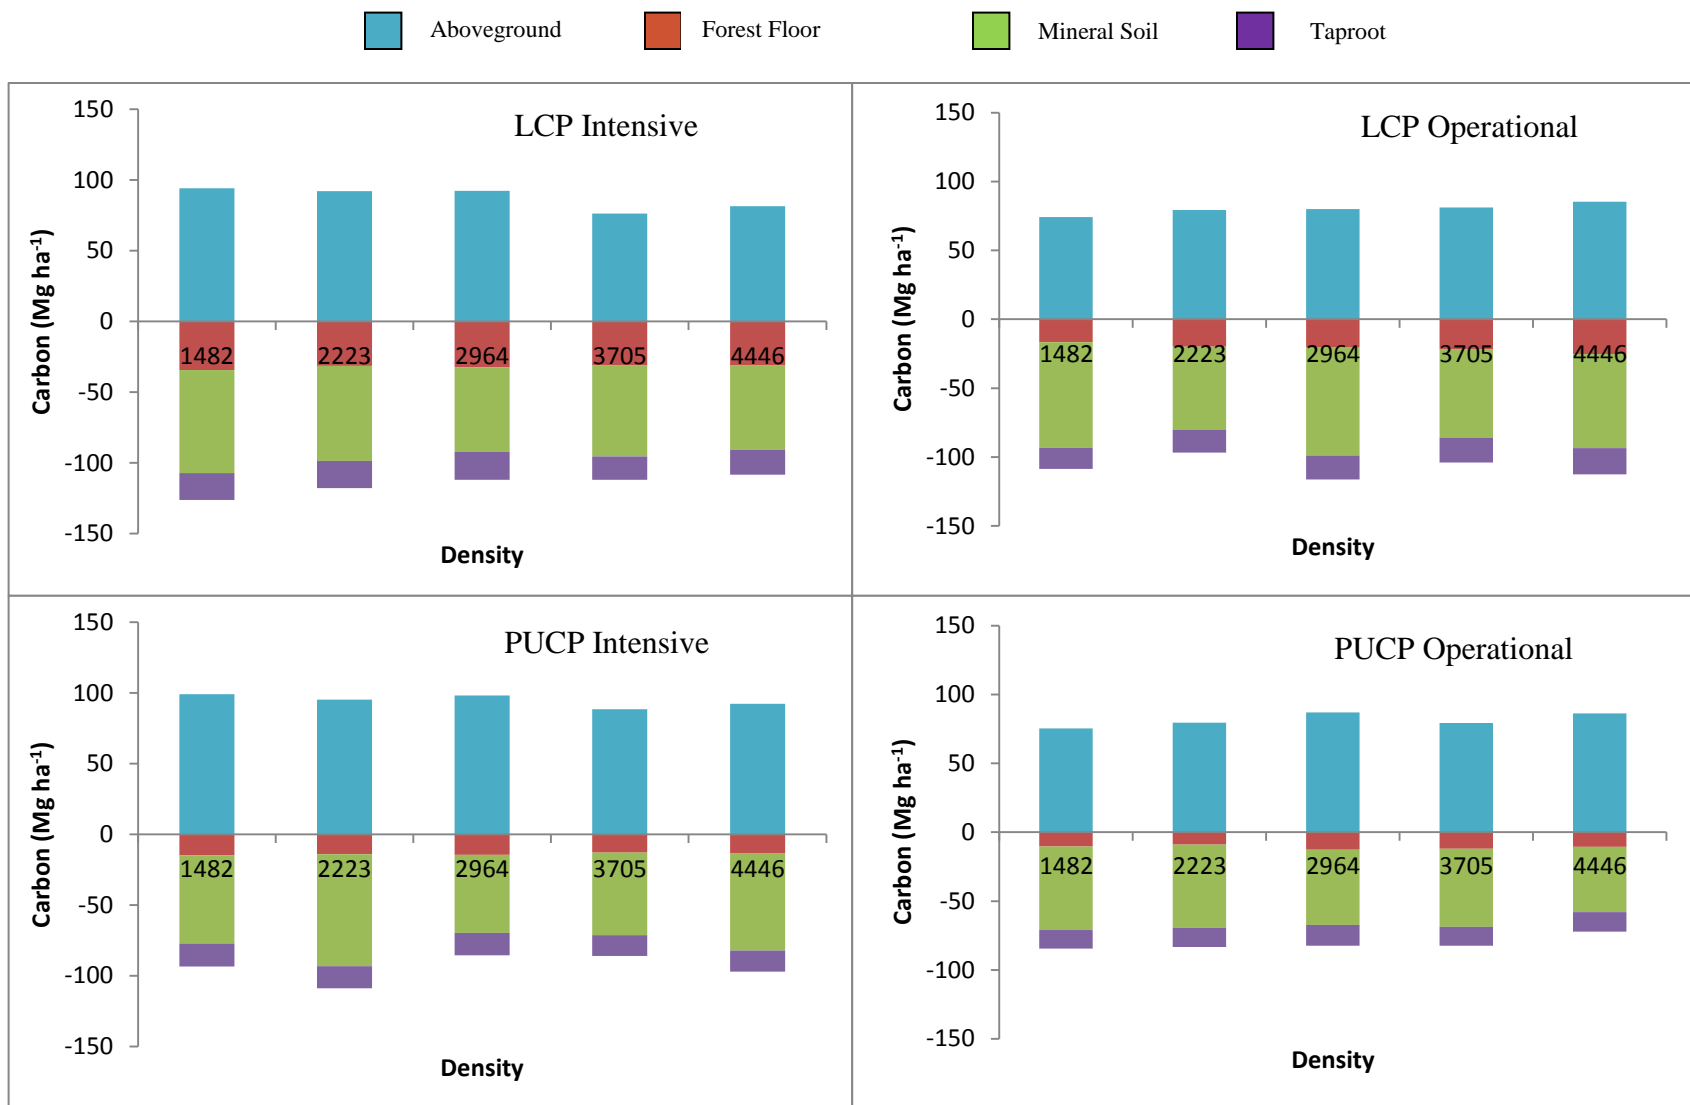 Aboveground Forest Floor Mineral Soil Taproot
LCP Intensive
150
100
50
0
-50
-100
-150
Carbon (Mg ha⁻¹)
1482 2223 2964 3705 4446
Density
LCP Operational
150
100
50
0
-50
-100
-150
Carbon (Mg ha⁻¹)
1482 2223 2964 3705 4446
Density
PUCP Intensive
150
100
50
0
-50
-100
-150
Carbon (Mg ha⁻¹)
1482 2223 2964 3705 4446
Density
PUCP Operational
150
100
50
0
-50
-100
-150
Carbon (Mg ha⁻¹)
1482 2223 2964 3705 4446
Density